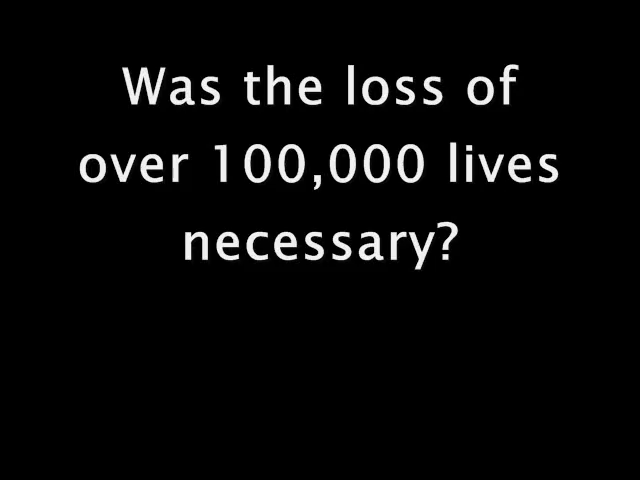 Was the loss of
over 100,000 lives
necessary?